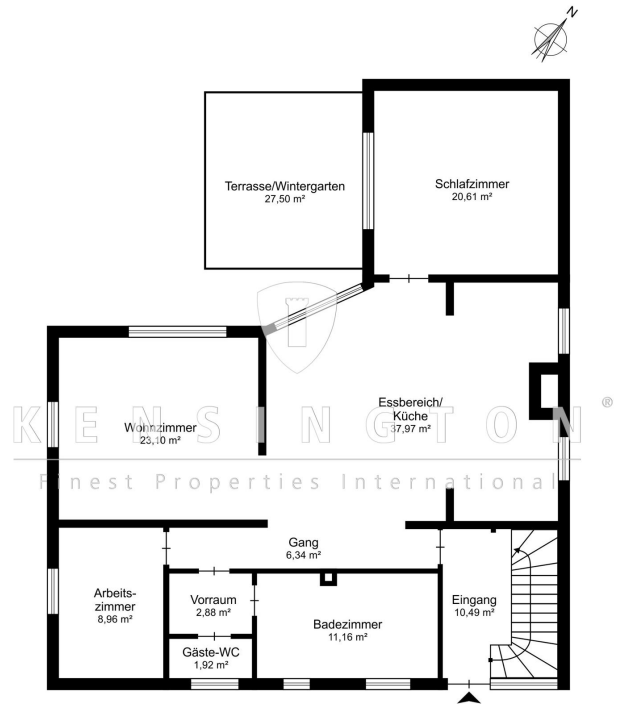 N
Terrasse/Wintergarten
27,50 m²
Schlafzimmer
20,61 m²
Essbereich/
Küche
37,97 m²
Wohnzimmer
23,10 m²
KENSINGTON®
Finest Properties International
Gang
6,34 m²
Arbeits-
zimmer
8,96 m²
Vorraum
2,88 m²
Badezimmer
11,16 m²
Eingang
10,49 m²
Gäste-WC
1,92 m²